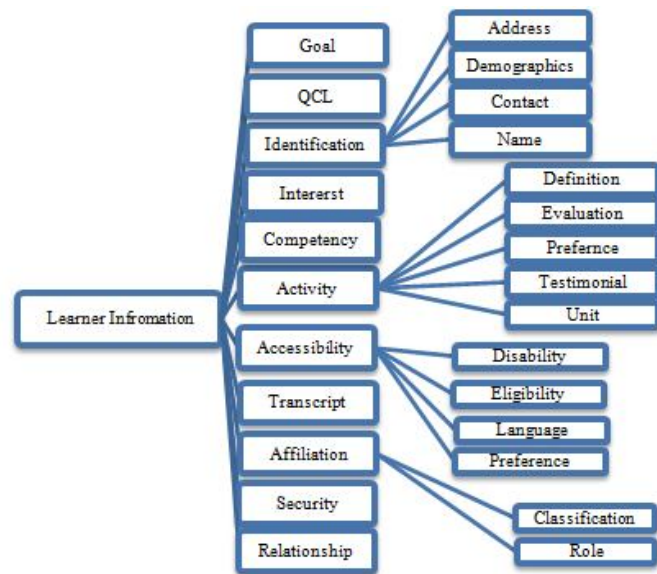 Goal
QCL
Identification
Intererst
Competency
Activity
Learner Infromation
Accessibility
Transcript
Affiliation
Security
Relationship
Address
Demographics
Contact
Name
Definition
Evaluation
Prefernce
Testimonial
Unit
Disability
Eligibility
Language
Preference
Classification
Role